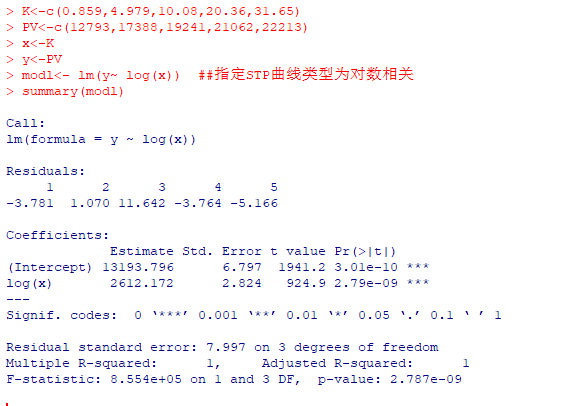 > K<-c(0.859,4.979,10.08,20.36,31.65)
> PV<-c(12793,17388,19241,21062,22213)
> x<-K
> y<-PV
> mod1<- lm(y~ log(x))  ##指定STP曲线类型为对数相关
> summary(mod1)

Call:
lm(formula = y ~ log(x))

Residuals:
     1      2      3      4      5
-3.781  1.070 11.642 -3.764 -5.166

Coefficients:
             Estimate Std. Error t value Pr(>|t|)
(Intercept) 13193.796      6.797  1941.2 3.01e-10 ***
log(x)       2612.172      2.824   924.9 2.79e-09 ***
---
Signif. codes:  0 ‘***’ 0.001 ‘**’ 0.01 ‘*’ 0.05 ‘.’ 0.1 ‘ ’ 1

Residual standard error: 7.997 on 3 degrees of freedom
Multiple R-squared:      1,	Adjusted R-squared:      1
F-statistic: 8.554e+05 on 1 and 3 DF,  p-value: 2.787e-09